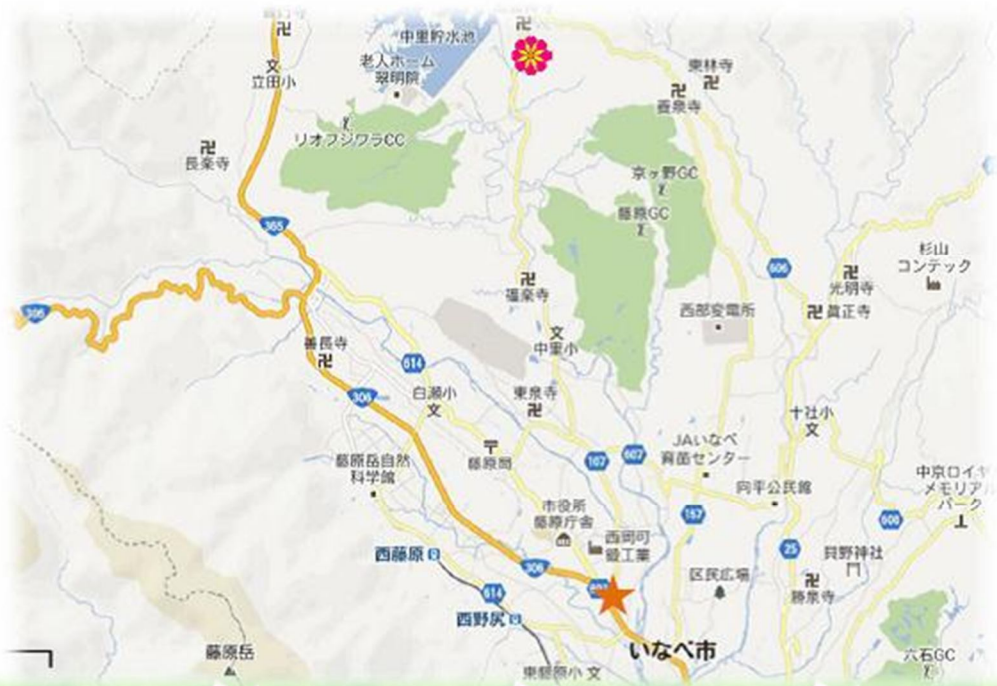 中里貯水池
老人ホーム
翠明院
文
立田小
東林寺
養泉寺
リオフジワラCC
長楽寺
京ヶ野GC
藤原GC
365
606
杉山
コンテック
光明寺
眞正寺
306
福楽寺
西部変電所
文
中里小
善長寺
614
306
白瀬小
文
東泉寺
十社小
文
藤原岳自然
科学館
〒
藤原局
107
607
JAいなべ
育苗センター
向平公民館
中京ロイヤ
メモリアル
パーク
市役所
藤原庁舎
157
600
西岡可
鍛工業
25
貝野神社
西藤原
306
614
区民広場
勝泉寺
西野尻
いなべ市
藤原岳
東藤原小 文
六石GC